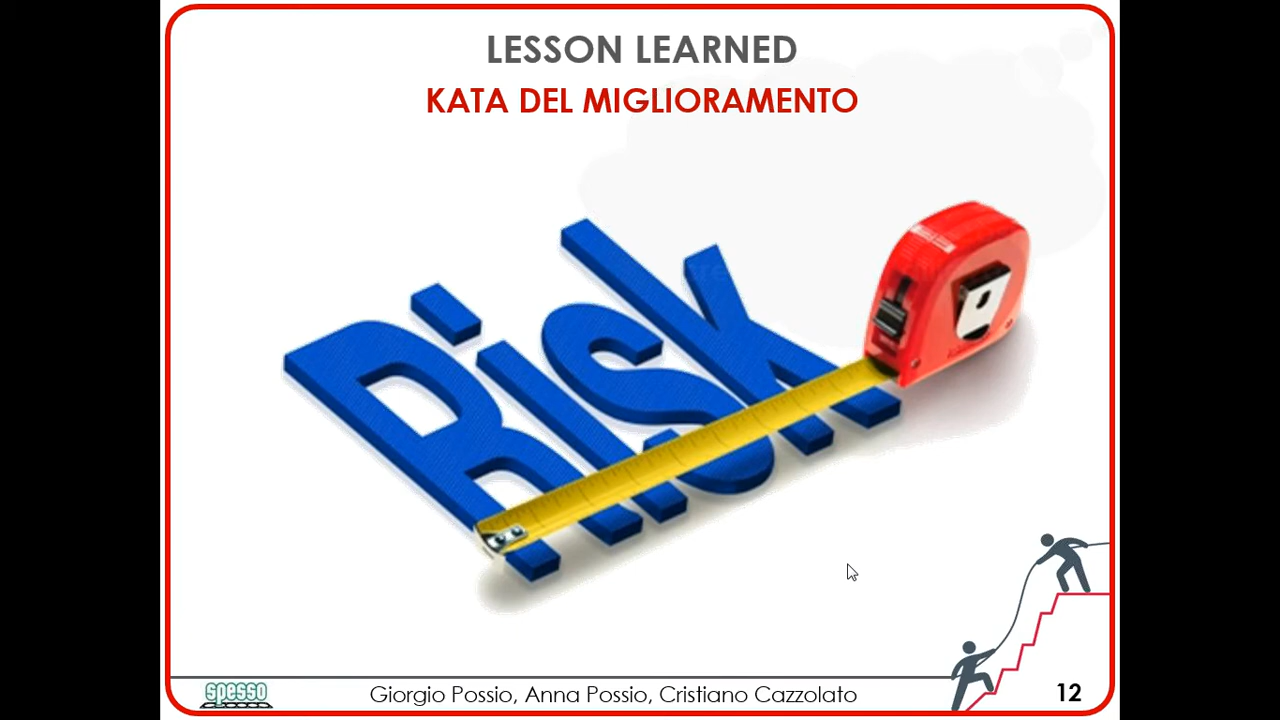 LESSON LEARNED
KATA DEL MIGLIORAMENTO
Risk
spesso
Giorgio Possio, Anna Possio, Cristiano Cazzolato
12